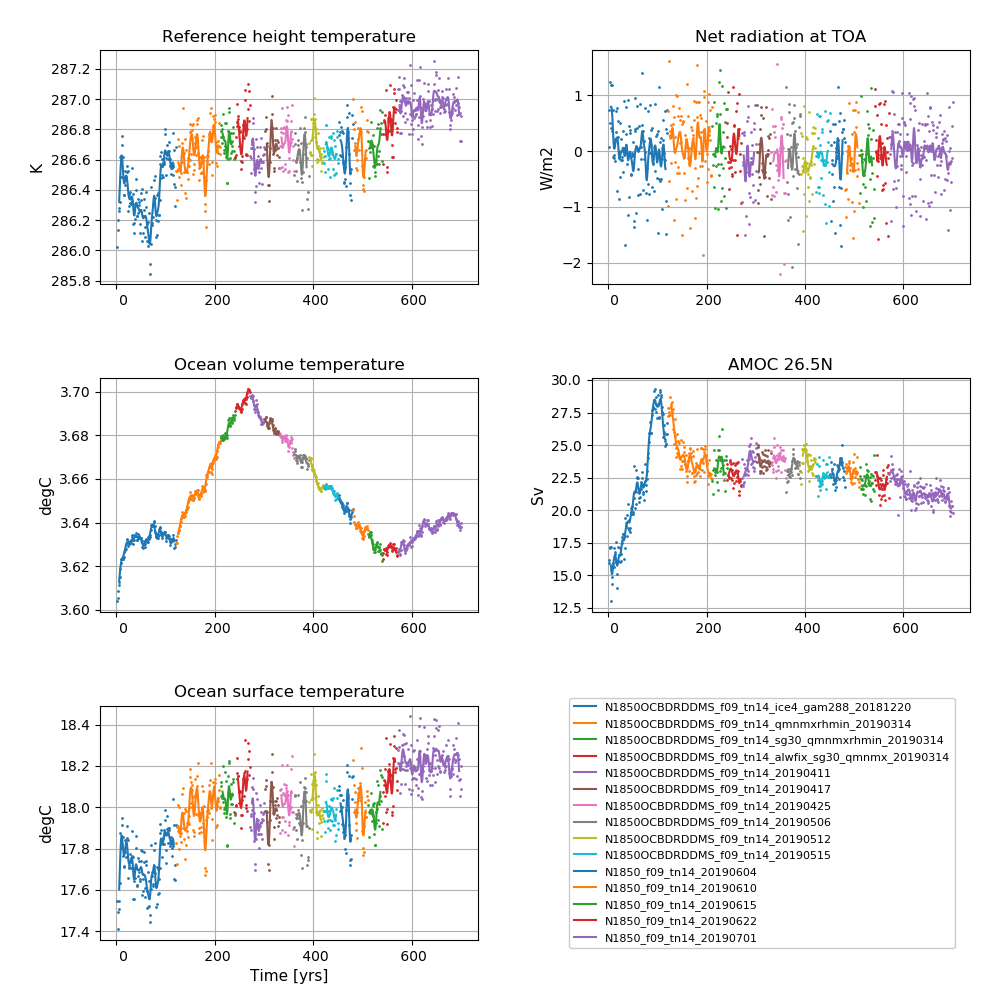 Reference height temperature
Net radiation at TOA
287.2
287.0
286.8
286.6
286.4
286.2
286.0
285.8
K
0 200 400 600
1
0
−1
−2
W/m2
0 200 400 600
Ocean volume temperature
AMOC 26.5N
3.70
3.68
3.66
3.64
3.62
3.60
degC
0 200 400 600
30.0
27.5
25.0
22.5
20.0
17.5
15.0
12.5
Sv
0 200 400 600
Ocean surface temperature
18.4
18.2
18.0
17.8
17.6
17.4
degC
0 200 400 600
Time [yrs]
N1850OCBDRDDMS_f09_tn14_ice4_gam288_20181220
N1850OCBDRDDMS_f09_tn14_qmnmxrhmin_20190314
N1850OCBDRDDMS_f09_tn14_sg30_qmnmxrhmin_20190314
N1850OCBDRDDMS_f09_tn14_alwfix_sg30_qmnmx_20190314
N1850OCBDRDDMS_f09_tn14_20190411
N1850OCBDRDDMS_f09_tn14_20190417
N1850OCBDRDDMS_f09_tn14_20190425
N1850OCBDRDDMS_f09_tn14_20190506
N1850OCBDRDDMS_f09_tn14_20190512
N1850OCBDRDDMS_f09_tn14_20190515
N1850_f09_tn14_20190604
N1850_f09_tn14_20190610
N1850_f09_tn14_20190615
N1850_f09_tn14_20190622
N1850_f09_tn14_20190701